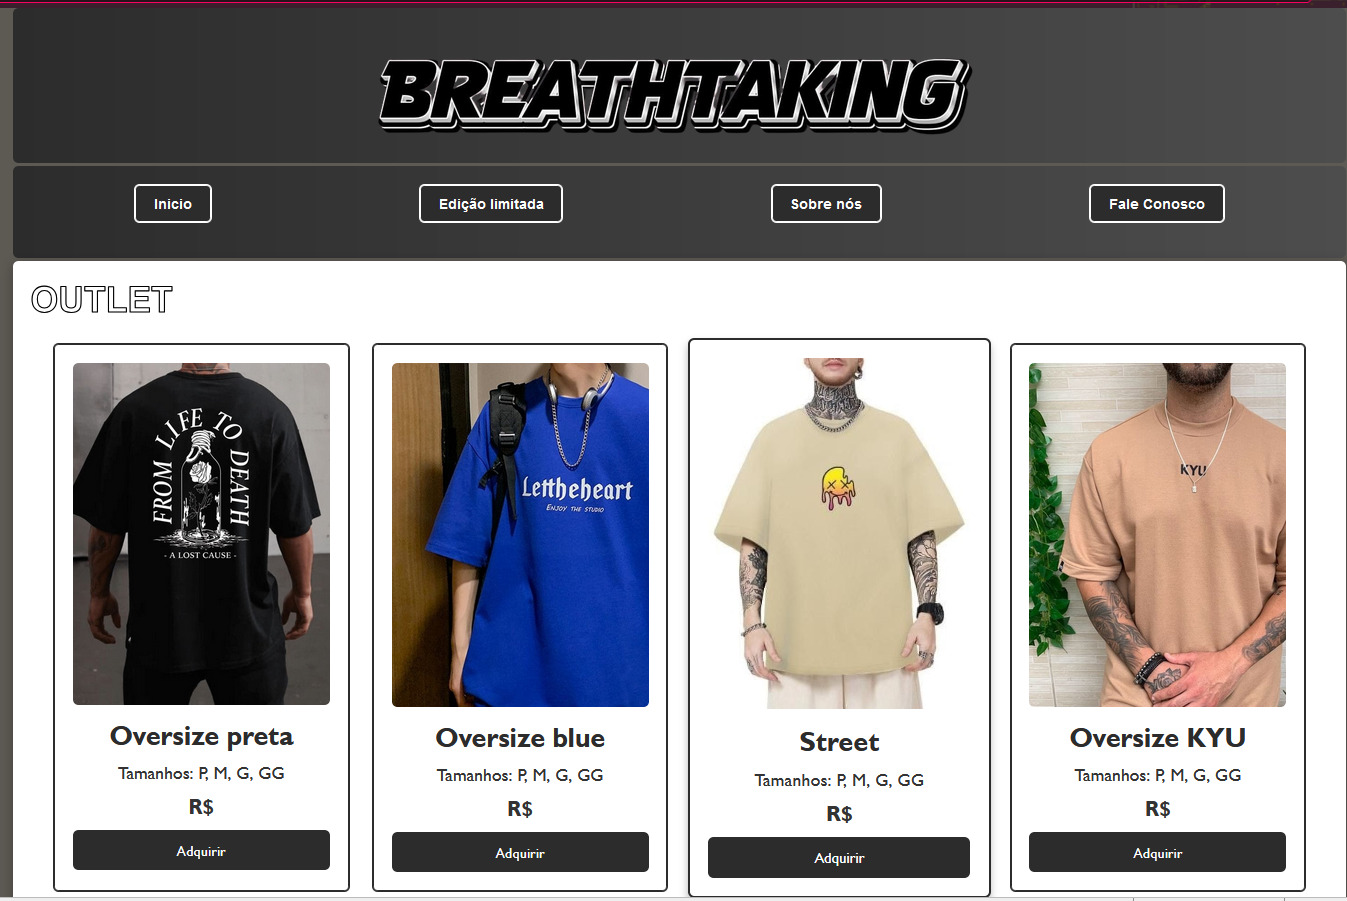 BREATHTAKING
Inicio
Edição limitada
Sobre nós
Fale Conosco
OUTLET
FROM LIFE TO DEATH
- A LOST CAUSE -
Oversize preta
Tamanhos: P, M, G, GG
R$
Adquirir
Lettheheart
ENJOY THE STUDIO
Oversize blue
Tamanhos: P, M, G, GG
R$
Adquirir
Street
Tamanhos: P, M, G, GG
R$
Adquirir
KYU
Oversize KYU
Tamanhos: P, M, G, GG
R$
Adquirir